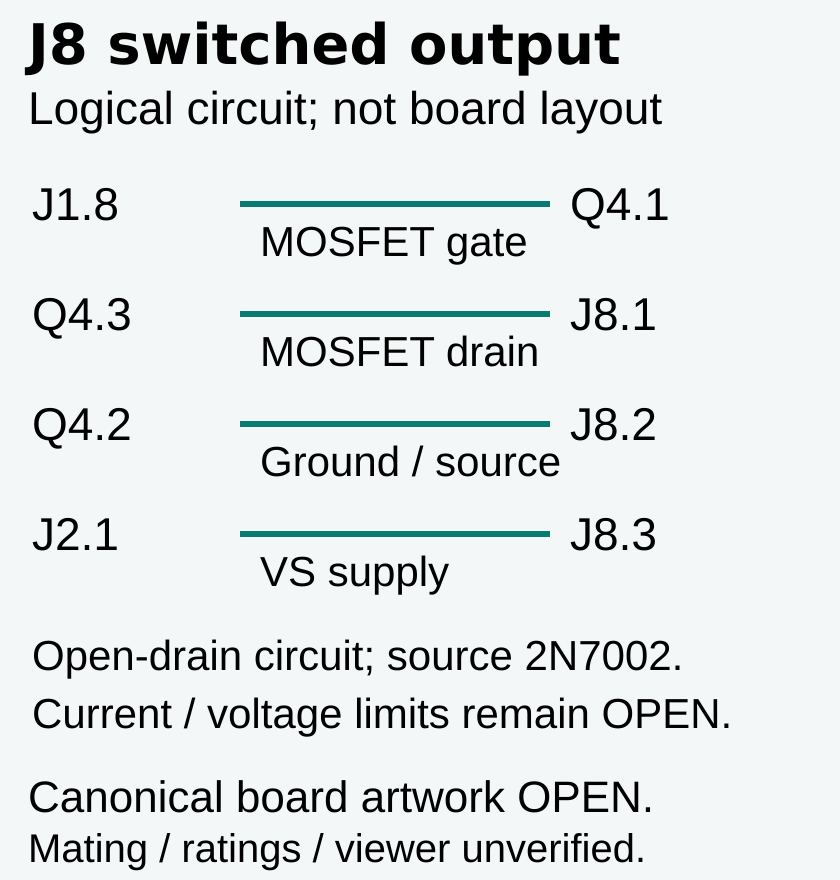 J8 switched output
Logical circuit; not board layout
J1.8 Q4.1
MOSFET gate
Q4.3 J8.1
MOSFET drain
Q4.2 J8.2
Ground / source
J2.1 J8.3
VS supply
Open-drain circuit; source 2N7002.
Current / voltage limits remain OPEN.
Canonical board artwork OPEN.
Mating / ratings / viewer unverified.